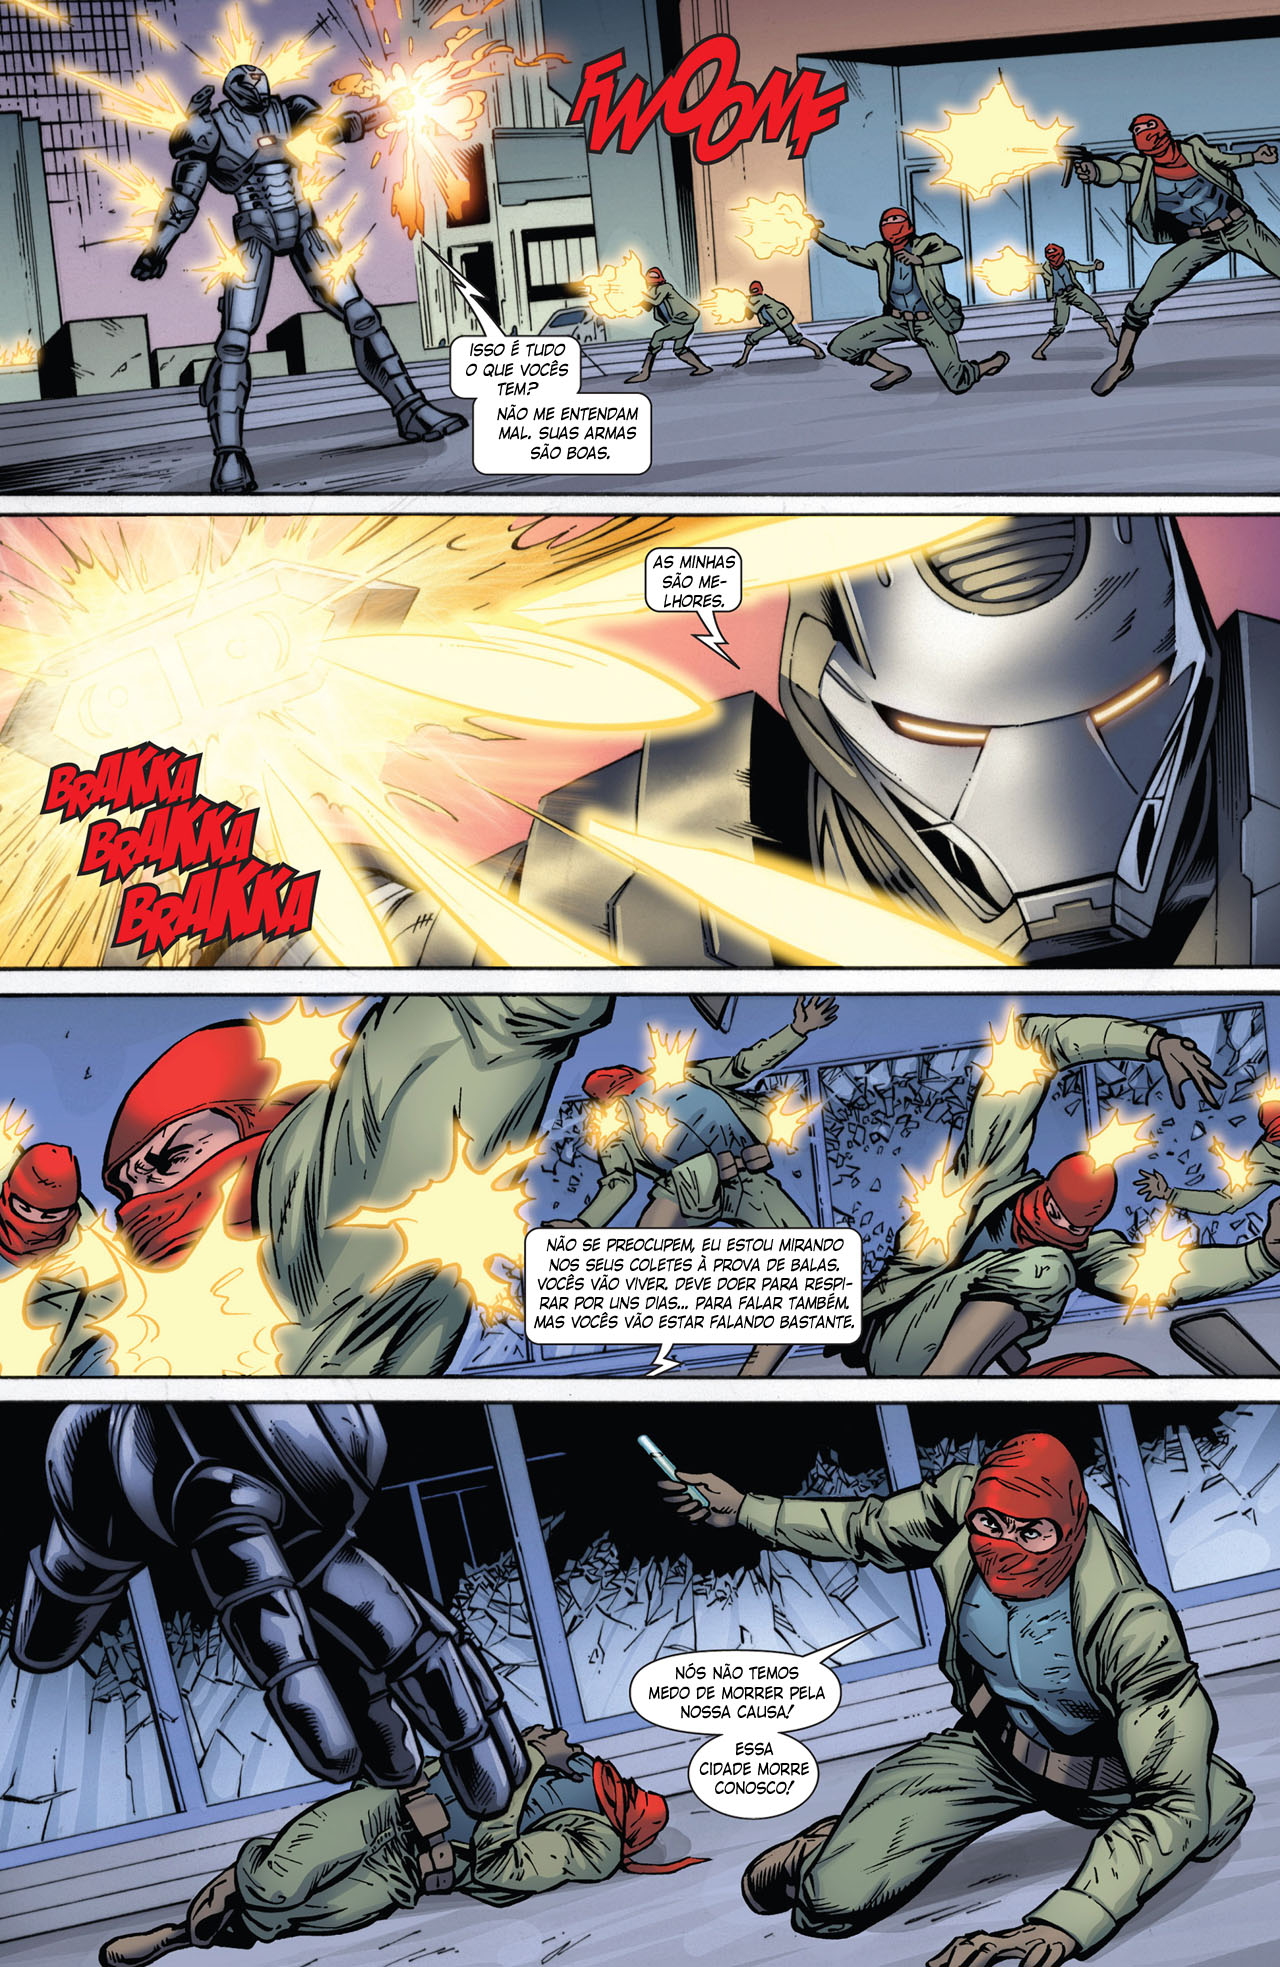 FWOOMF
ISSO É TUDO
O QUE VOCÊS
TEM?
NÃO ME ENTENDAM
MAL. SUAS ARMAS
SÃO BOAS.
AS MINHAS
SÃO ME-
LHORES.
BRAKKA
BRAKKA
BRAKKA
NÃO SE PREOCUPEM, EU ESTOU MIRANDO
NOS SEUS COLETES À PROVA DE BALAS.
VOCÊS VÃO VIVER. DEVE DOER PARA RESPI-
RAR POR UNS DIAS... PARA FALAR TAMBÉM.
MAS VOCÊS VÃO ESTAR FALANDO BASTANTE.
NÓS NÃO TEMOS
MEDO DE MORRER PELA
NOSSA CAUSA!
ESSA
CIDADE MORRE
CONOSCO!